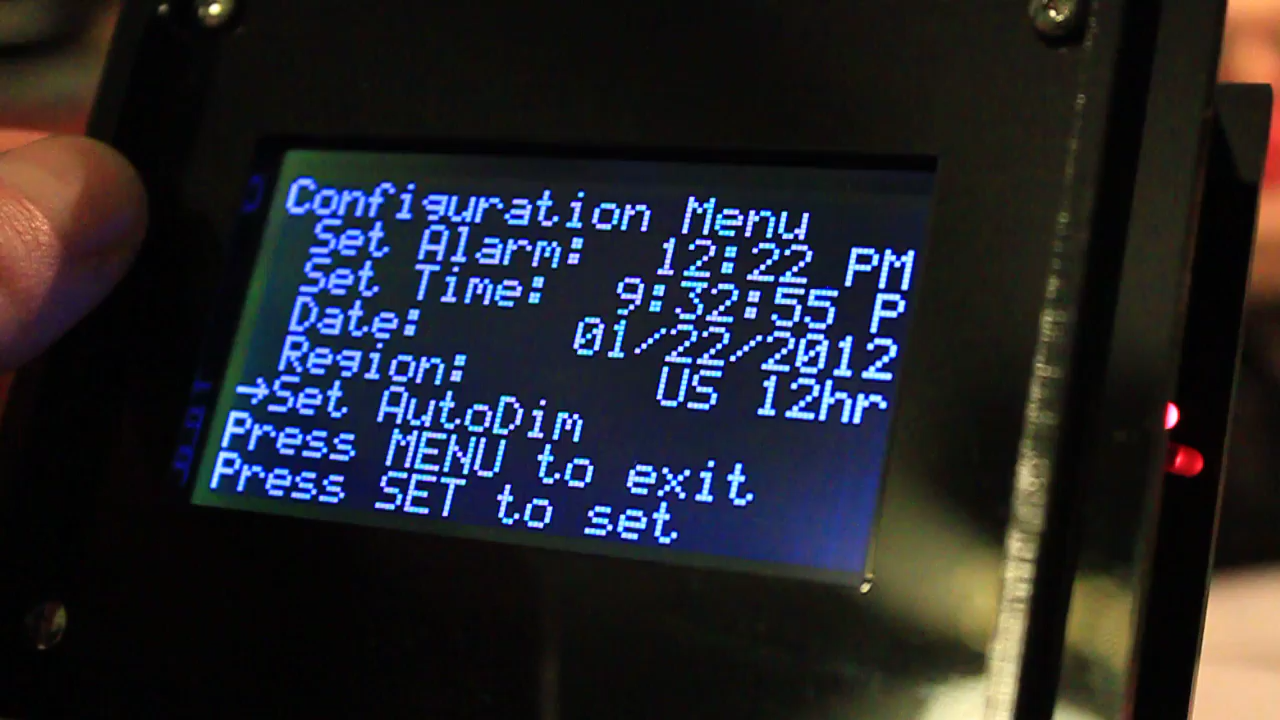 Configuration Menu
Set Alarm: 12:22 PM
Set Time: 9:32:55 P
Date: 01/22/2012
Region: US 12hr
→Set AutoDim
Press MENU to exit
Press SET to set